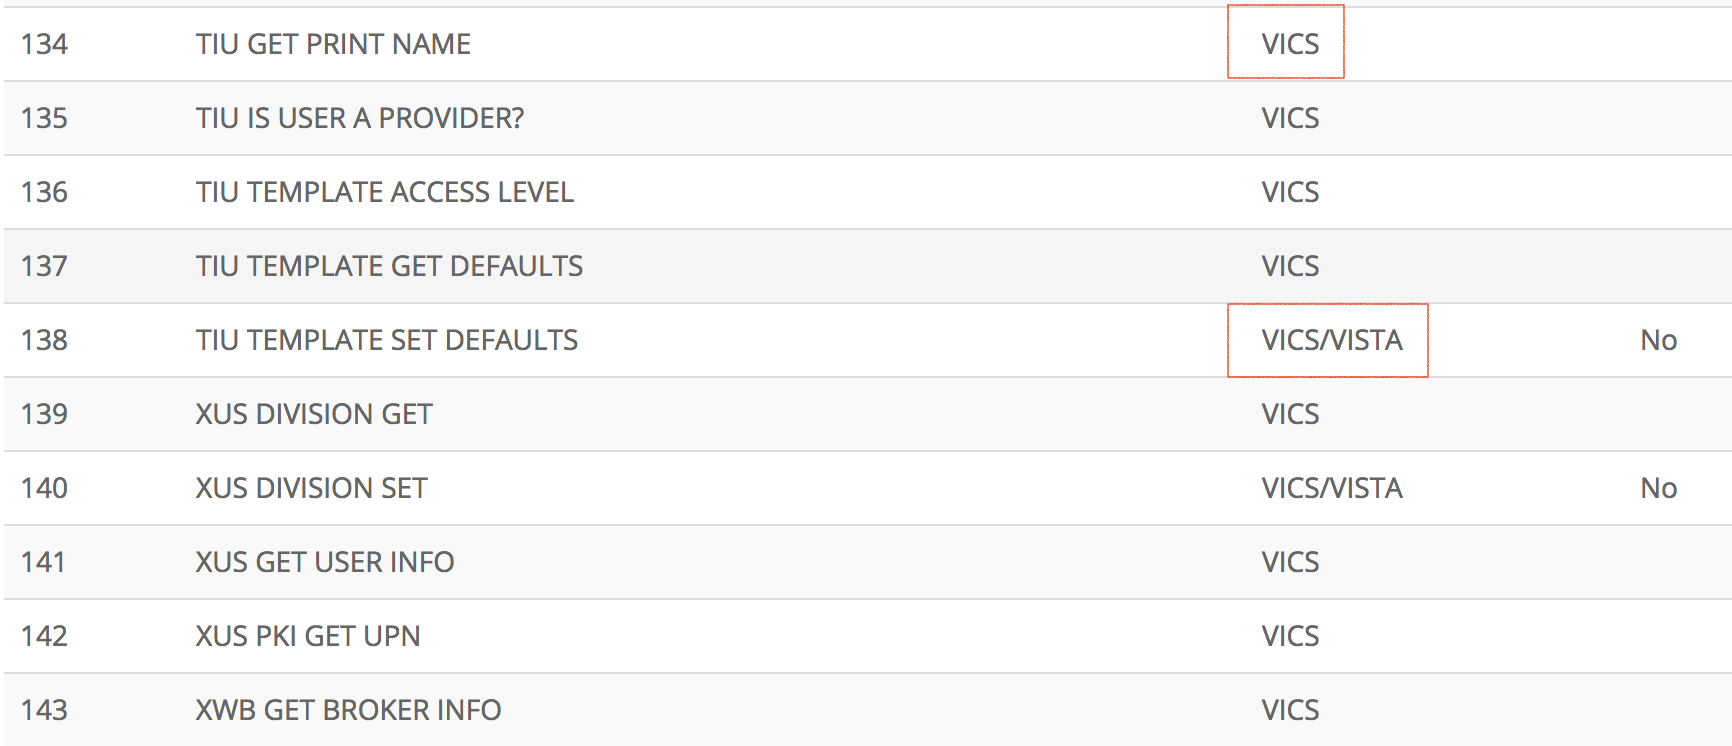 134 TIU GET PRINT NAME VICS
135 TIU IS USER A PROVIDER? VICS
136 TIU TEMPLATE ACCESS LEVEL VICS
137 TIU TEMPLATE GET DEFAULTS VICS
138 TIU TEMPLATE SET DEFAULTS VICS/VISTA No
139 XUS DIVISION GET VICS
140 XUS DIVISION SET VICS/VISTA No
141 XUS GET USER INFO VICS
142 XUS PKI GET UPN VICS
143 XWB GET BROKER INFO VICS